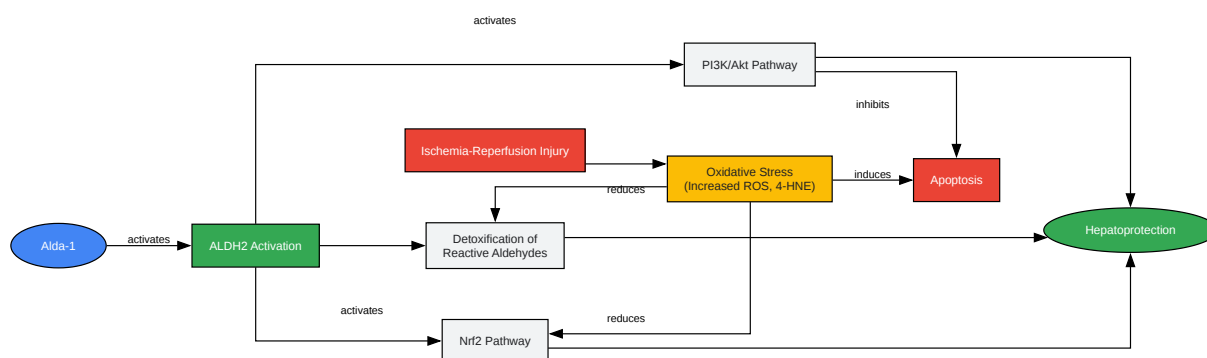 activates
PI3K/Akt Pathway
inhibits
Ischemia-Reperfusion Injury
Oxidative Stress
(Increased ROS, 4-HNE)
induces
Apoptosis
reduces
Alda-1
activates
ALDH2 Activation
Detoxification of
Reactive Aldehydes
Hepatoprotection
activates
reduces
Nrf2 Pathway